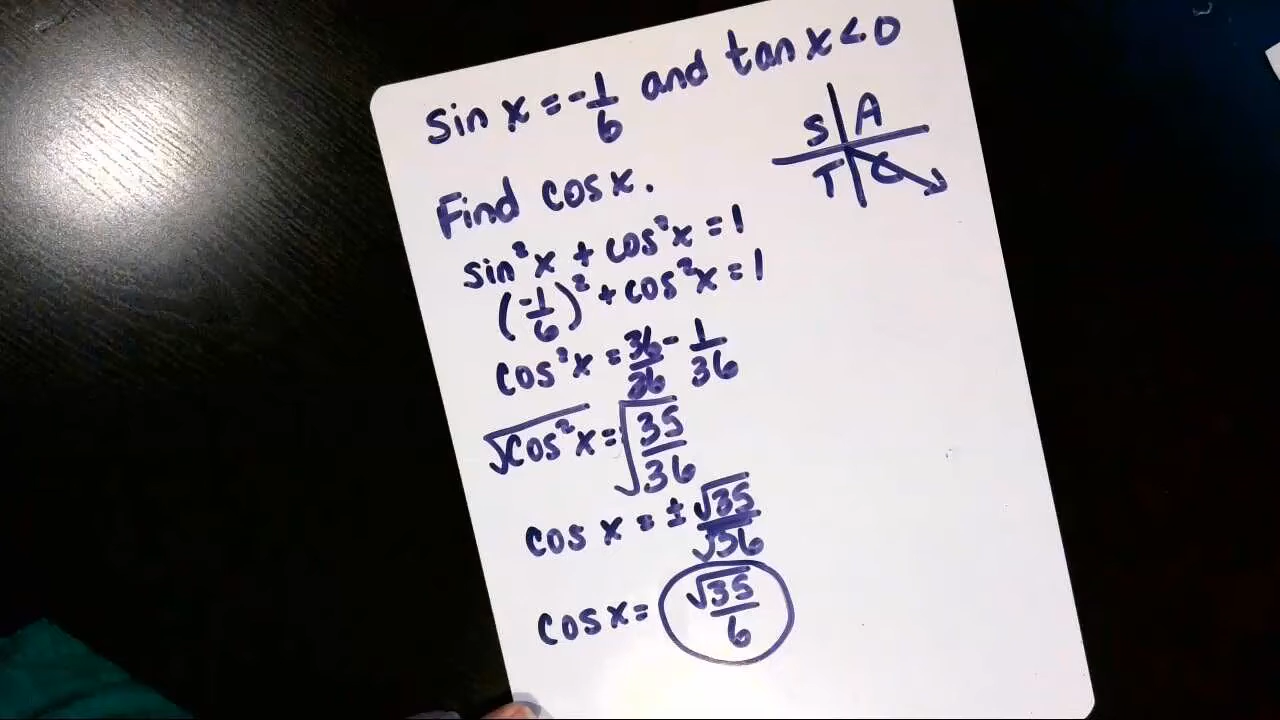 sin x = -1/6 and tan x < 0
S A
T C
Find cos x.
sin²x + cos²x = 1
(-1/6)² + cos²x = 1
cos²x = 36/36 - 1/36
√cos²x = √35/36
cos x = ± √35/√36
cos x = √35/6